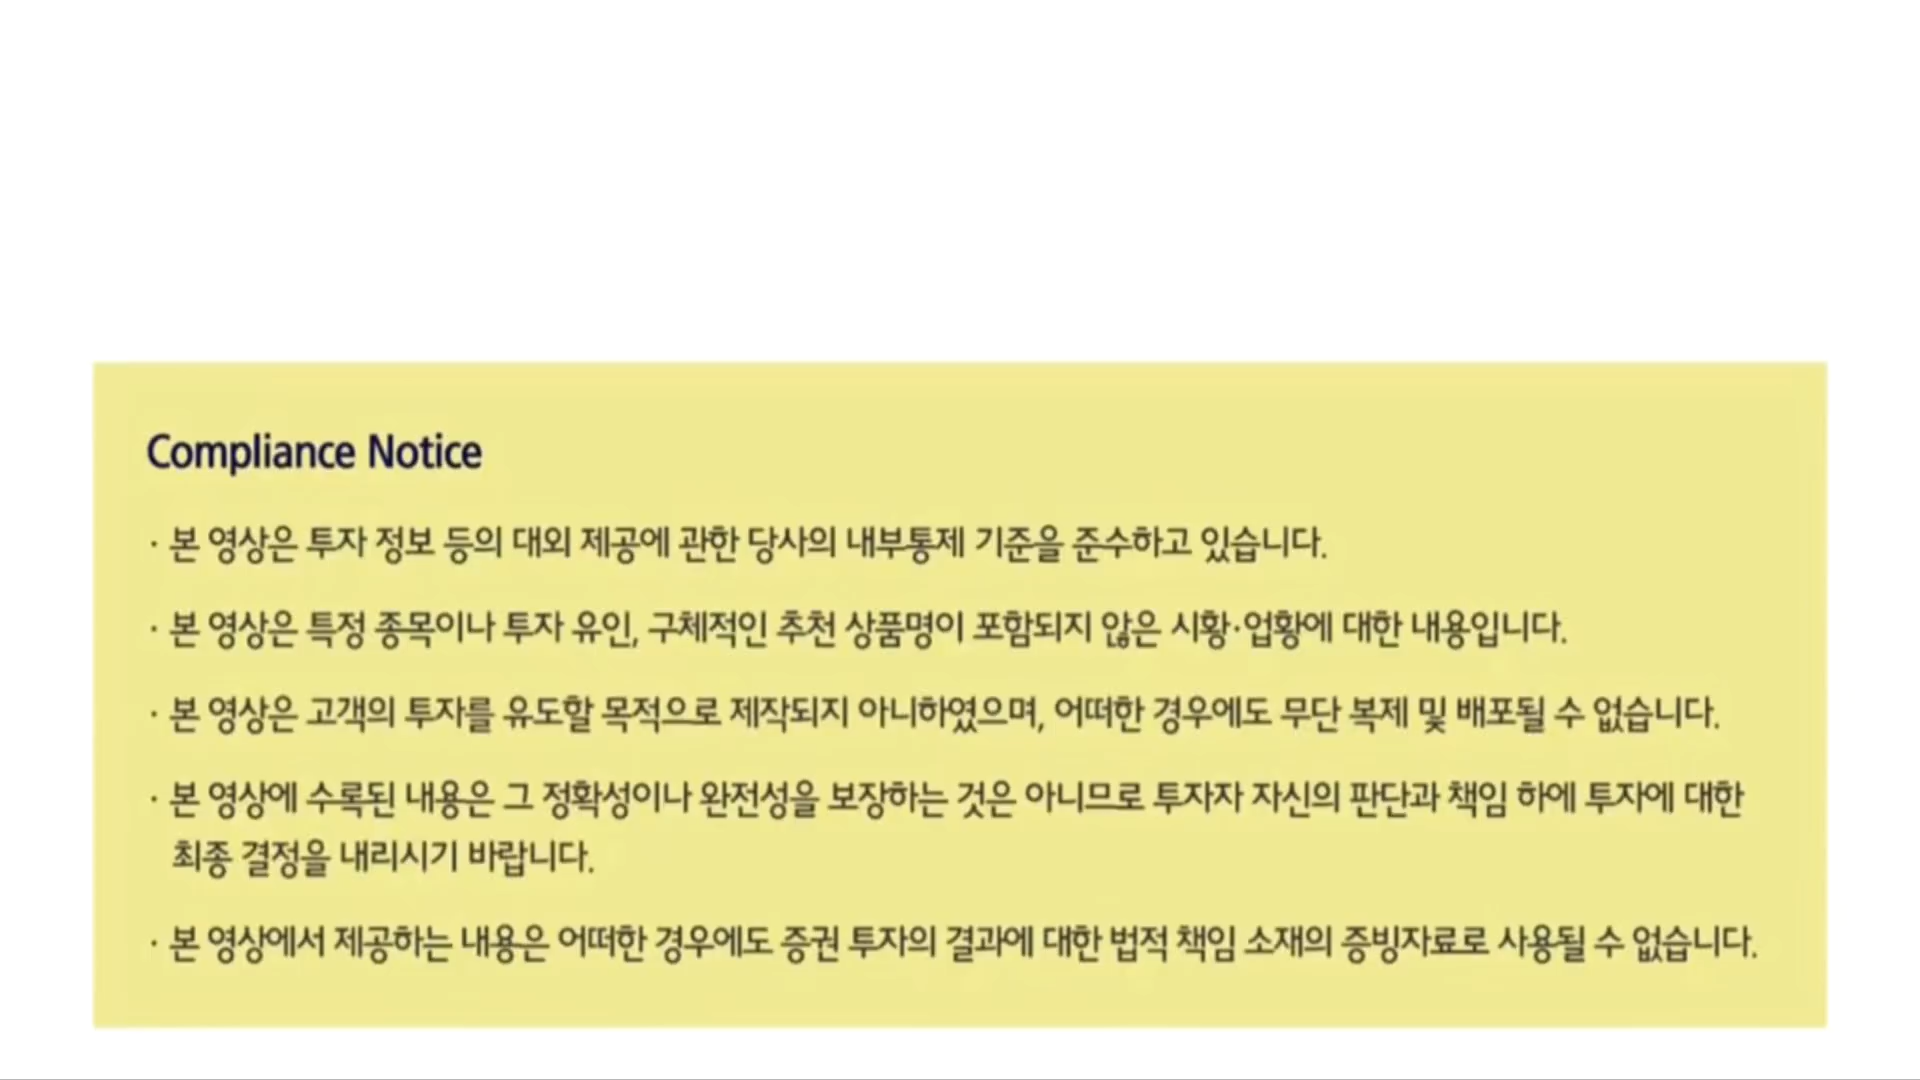 Compliance Notice
· 본 영상은 투자 정보 등의 대외 제공에 관한 당사의 내부통제 기준을 준수하고 있습니다.
· 본 영상은 특정 종목이나 투자 유인, 구체적인 추천 상품명이 포함되지 않은 시황·업황에 대한 내용입니다.
· 본 영상은 고객의 투자를 유도할 목적으로 제작되지 아니하였으며, 어떠한 경우에도 무단 복제 및 배포될 수 없습니다.
· 본 영상에 수록된 내용은 그 정확성이나 완전성을 보장하는 것은 아니므로 투자자 자신의 판단과 책임 하에 투자에 대한
최종 결정을 내리시기 바랍니다.
· 본 영상에서 제공하는 내용은 어떠한 경우에도 증권 투자의 결과에 대한 법적 책임 소재의 증빙자료로 사용될 수 없습니다.